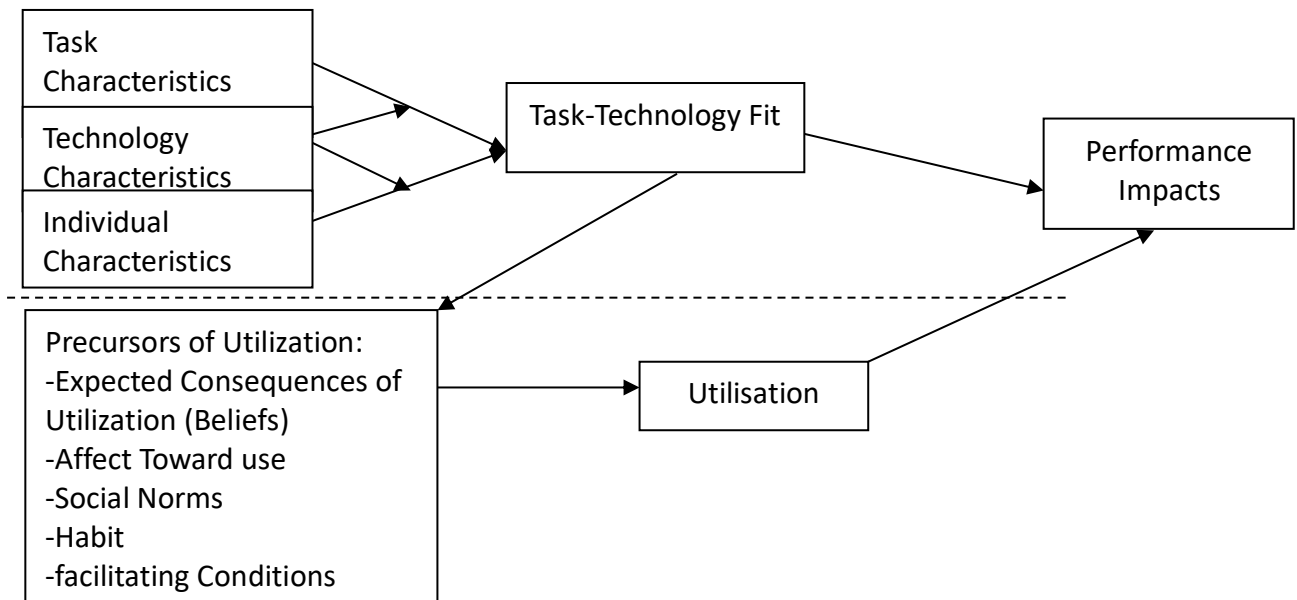 Task
Characteristics
Technology
Characteristics
Individual
Characteristics
Task-Technology Fit
Performance
Impacts
Precursors of Utilization:
-Expected Consequences of
Utilization (Beliefs)
-Affect Toward use
-Social Norms
-Habit
-facilitating Conditions
Utilisation